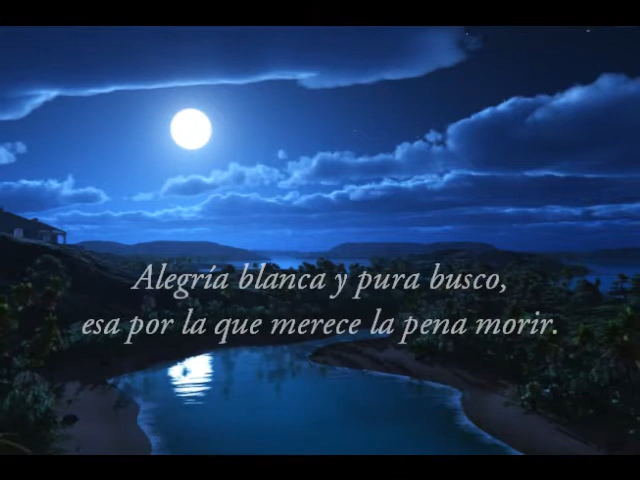 Alegría blanca y pura busco,
esa por la que merece la pena morir.